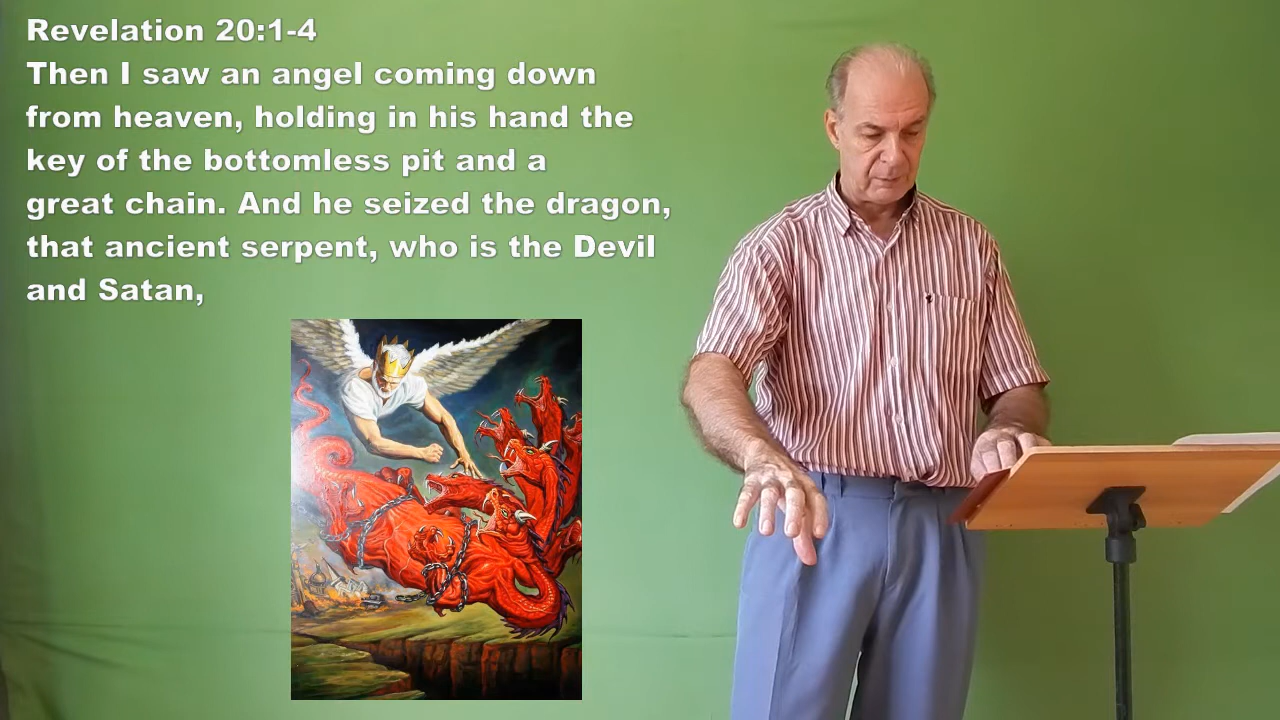 Revelation 20:1-4
Then I saw an angel coming down
from heaven, holding in his hand the
key of the bottomless pit and a
great chain. And he seized the dragon,
that ancient serpent, who is the Devil
and Satan,